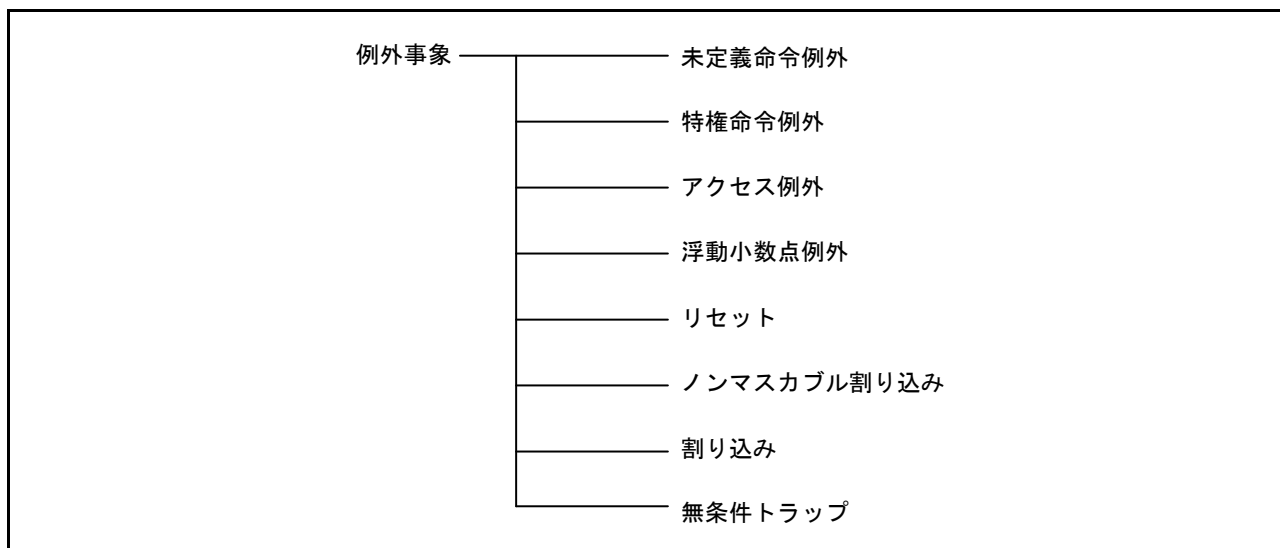 例外事象
未定義命令例外
特権命令例外
アクセス例外
浮動小数点例外
リセット
ノンマスカブル割り込み
割り込み
無条件トラップ